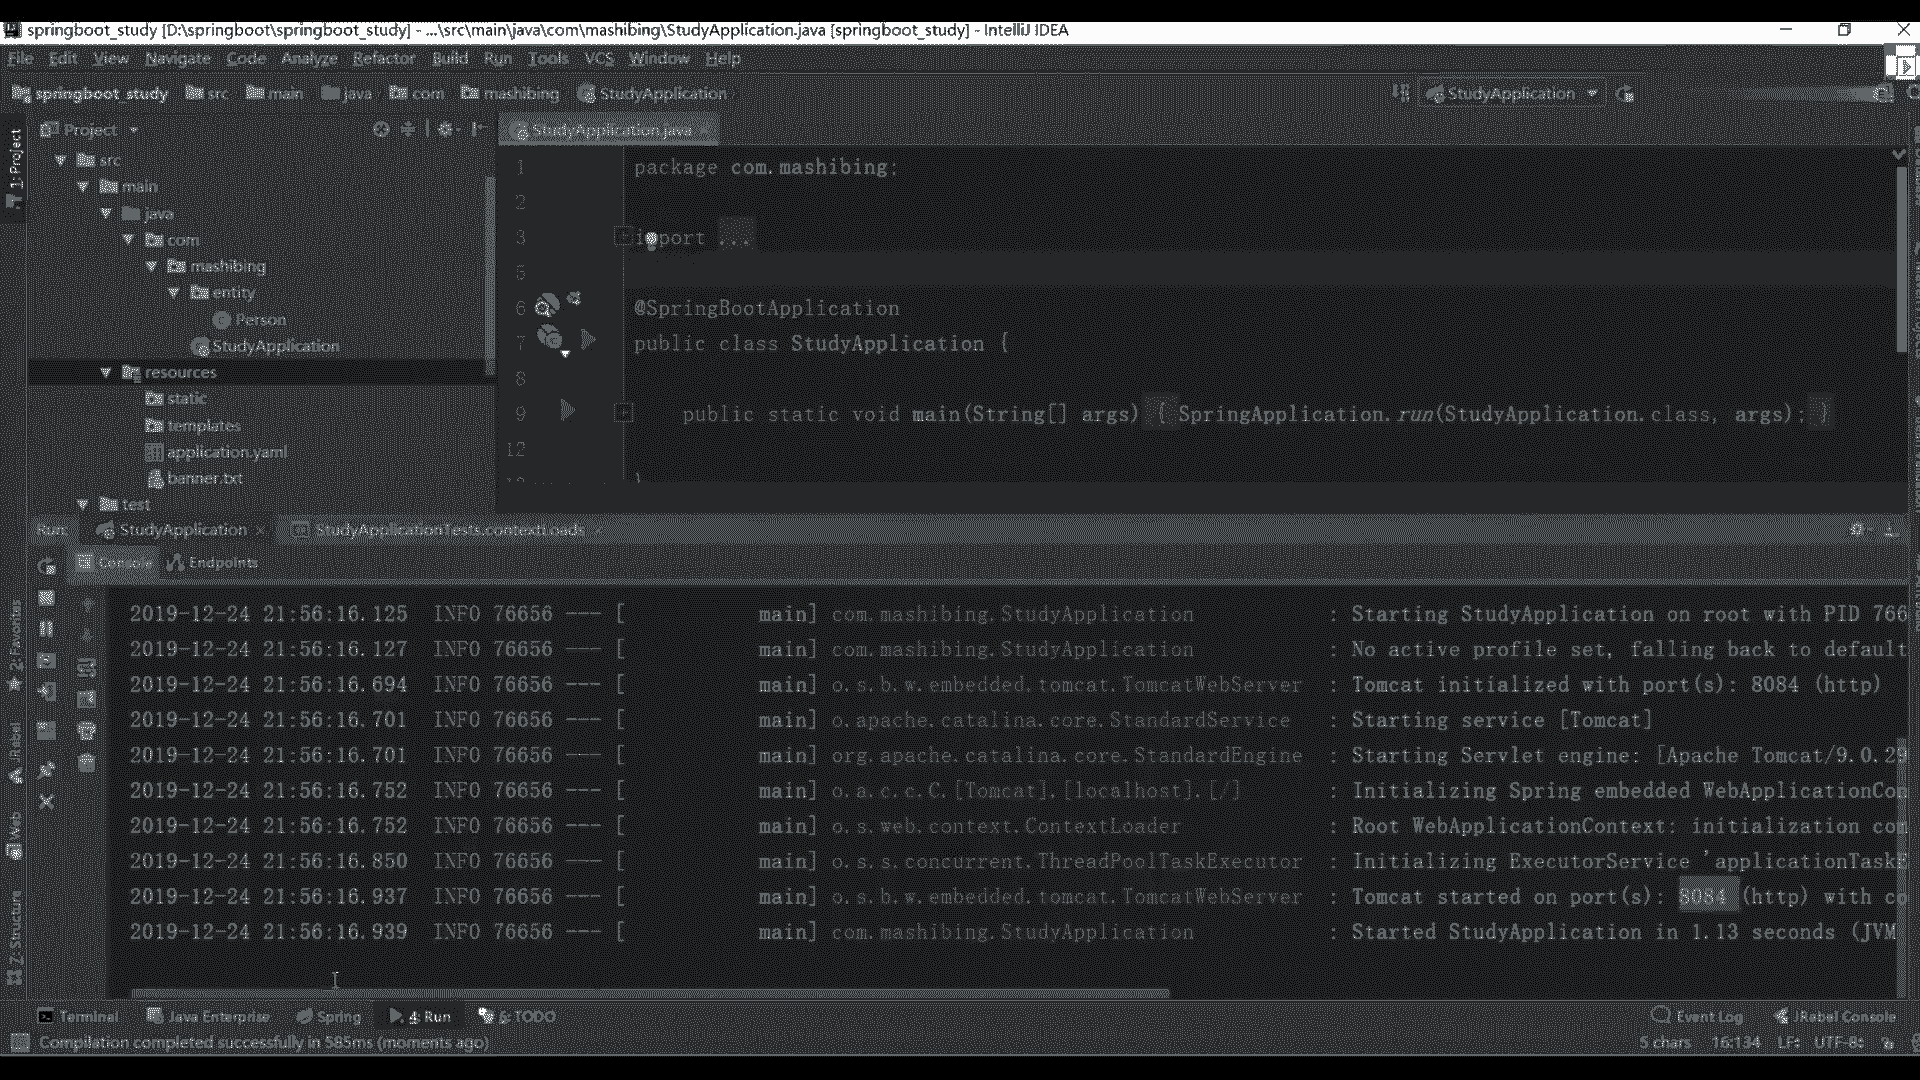 springboot_study [D:\springboot\springboot_study] - ...\src\main\java\com\mashibing\StudyApplication.java [springboot_study] - IntelliJ IDEA
File Edit View Navigate Code Analyze Refactor Build Run Tools VCS Window Help
springboot_study src main java com mashibing StudyApplication
StudyApplication
1: Project
Project
src
main
java
com
mashibing
entity
Person
StudyApplication
resources
static
templates
application.yaml
banner.txt
test
StudyApplication.java
1 package com.mashibing;
2
3 import ...
5
6 @SpringBootApplication
7 public class StudyApplication {
8
9 public static void main(String[] args) { SpringApplication.run(StudyApplication.class, args); }
12
}
Run: StudyApplication StudyApplicationTests.contextLoads
Console Endpoints
2019-12-24 21:56:16.125 INFO 76656 --- [ main] com.mashibing.StudyApplication : Starting StudyApplication on root with PID 766
2019-12-24 21:56:16.127 INFO 76656 --- [ main] com.mashibing.StudyApplication : No active profile set, falling back to default
2019-12-24 21:56:16.694 INFO 76656 --- [ main] o.s.b.w.embedded.tomcat.TomcatWebServer : Tomcat initialized with port(s): 8084 (http)
2019-12-24 21:56:16.701 INFO 76656 --- [ main] o.apache.catalina.core.StandardService : Starting service [Tomcat]
2019-12-24 21:56:16.701 INFO 76656 --- [ main] org.apache.catalina.core.StandardEngine : Starting Servlet engine: [Apache Tomcat/9.0.29
2019-12-24 21:56:16.752 INFO 76656 --- [ main] o.a.c.c.C.[Tomcat].[localhost].[/] : Initializing Spring embedded WebApplicationCon
2019-12-24 21:56:16.752 INFO 76656 --- [ main] o.s.web.context.ContextLoader : Root WebApplicationContext: initialization com
2019-12-24 21:56:16.850 INFO 76656 --- [ main] o.s.s.concurrent.ThreadPoolTaskExecutor : Initializing ExecutorService 'applicationTaskE
2019-12-24 21:56:16.937 INFO 76656 --- [ main] o.s.b.w.embedded.tomcat.TomcatWebServer : Tomcat started on port(s): 8084 (http) with co
2019-12-24 21:56:16.939 INFO 76656 --- [ main] com.mashibing.StudyApplication : Started StudyApplication in 1.13 seconds (JVM
2: Favorites
JRebel
Web
Z: Structure
Terminal Java Enterprise Spring 4: Run 6: TODO Event Log JRebel Console
Compilation completed successfully in 585ms (moments ago) 5 chars 16:134 LF: UTF-8: